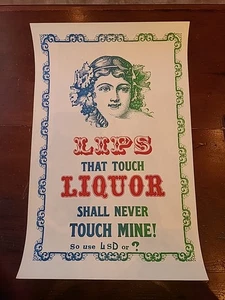 LIPS
THAT TOUCH
LIQUOR
SHALL NEVER
TOUCH MINE!
So use LSD or ?